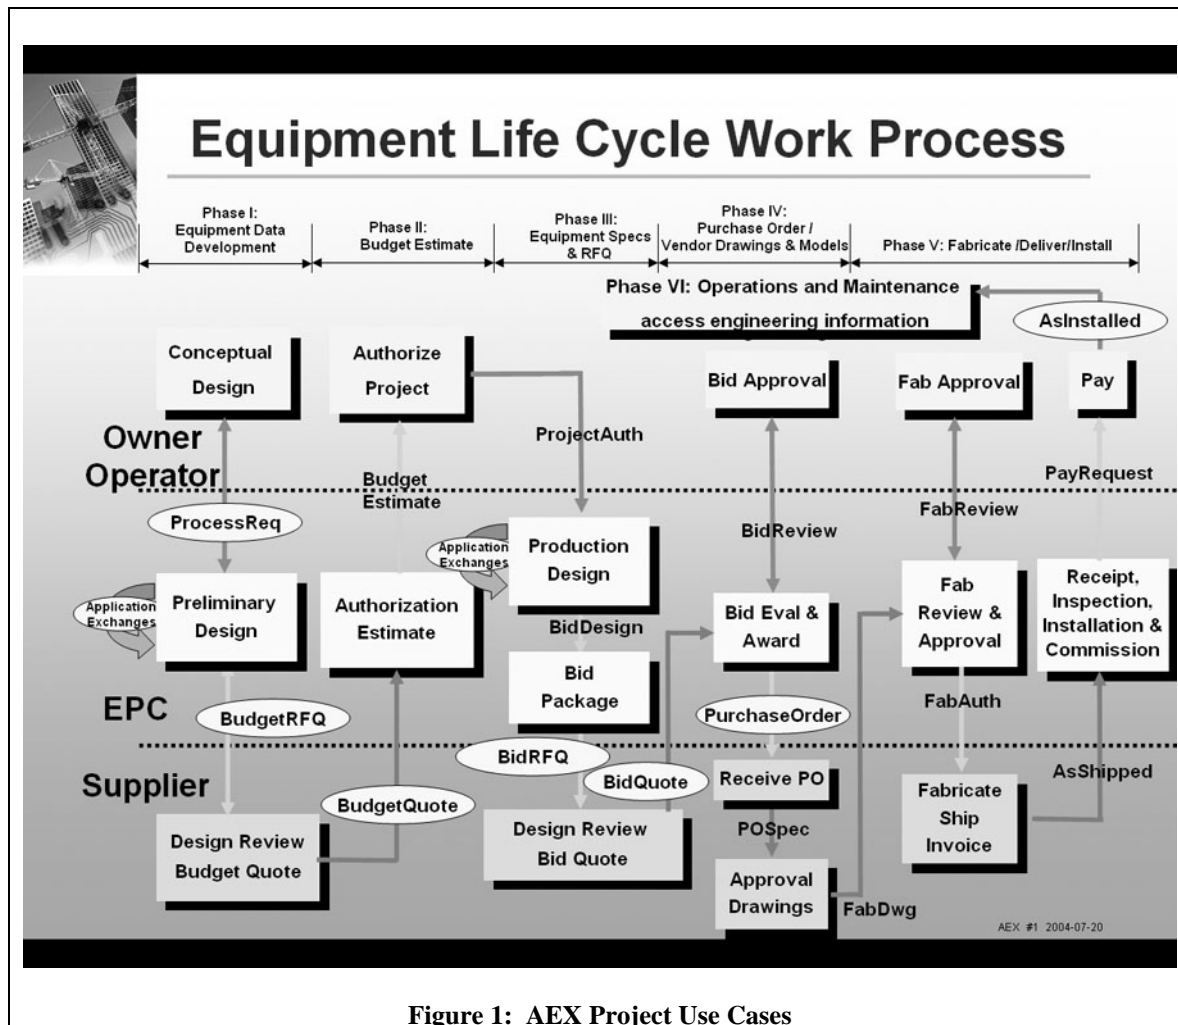 Equipment Life Cycle Work Process
Phase I:
Equipment Data
Development
Phase II:
Budget Estimate
Phase III:
Equipment Specs
& RFQ
Phase IV:
Purchase Order /
Vendor Drawings & Models
Phase V: Fabricate /Deliver/Install
Phase VI: Operations and Maintenance
access engineering information
AsInstalled
Conceptual
Design
Authorize
Project
Bid Approval
Fab Approval
Pay
Owner
Operator
ProjectAuth
Budget
Estimate
PayRequest
ProcessReq
BidReview
FabReview
Application
Exchanges
Preliminary
Design
Authorization
Estimate
Application
Exchanges
Production
Design
BidDesign
Bid Eval &
Award
Fab
Review &
Approval
Receipt,
Inspection,
Installation &
Commission
Bid
Package
EPC
BudgetRFQ
PurchaseOrder
FabAuth
BidRFQ
BidQuote
AsShipped
Supplier
BudgetQuote
Receive PO
POSpec
Fabricate
Ship
Invoice
Design Review
Budget Quote
Design Review
Bid Quote
Approval
Drawings
FabDwg
AEX #1 2004-07-20
Figure 1: AEX Project Use Cases